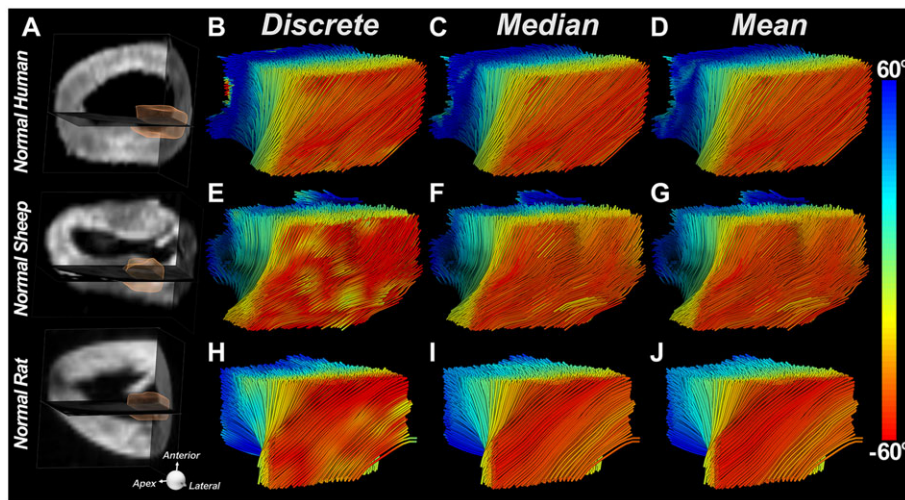 A
B
Discrete
C
Median
D
Mean
60°
Normal Human
E
F
G
Normal Sheep
H
I
J
Normal Rat
-60°
Anterior
Apex
Lateral